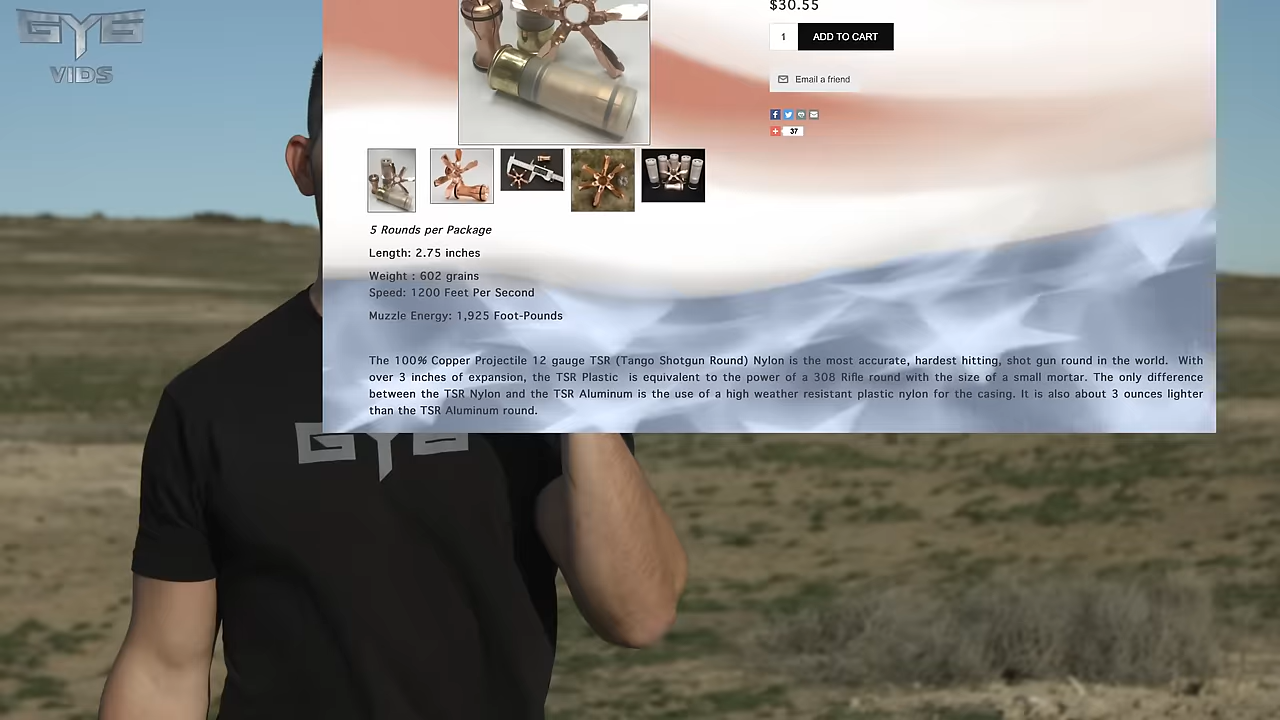 GY6
VIDS
$30.55
1 ADD TO CART
Email a friend
37
5 Rounds per Package
Length: 2.75 inches
Weight : 602 grains
Speed: 1200 Feet Per Second
Muzzle Energy: 1,925 Foot-Pounds
The 100% Copper Projectile 12 gauge TSR (Tango Shotgun Round) Nylon is the most accurate, hardest hitting, shot gun round in the world. With
over 3 inches of expansion, the TSR Plastic is equivalent to the power of a 308 Rifle round with the size of a small mortar. The only difference
between the TSR Nylon and the TSR Aluminum is the use of a high weather resistant plastic nylon for the casing. It is also about 3 ounces lighter
than the TSR Aluminum round.
GY6